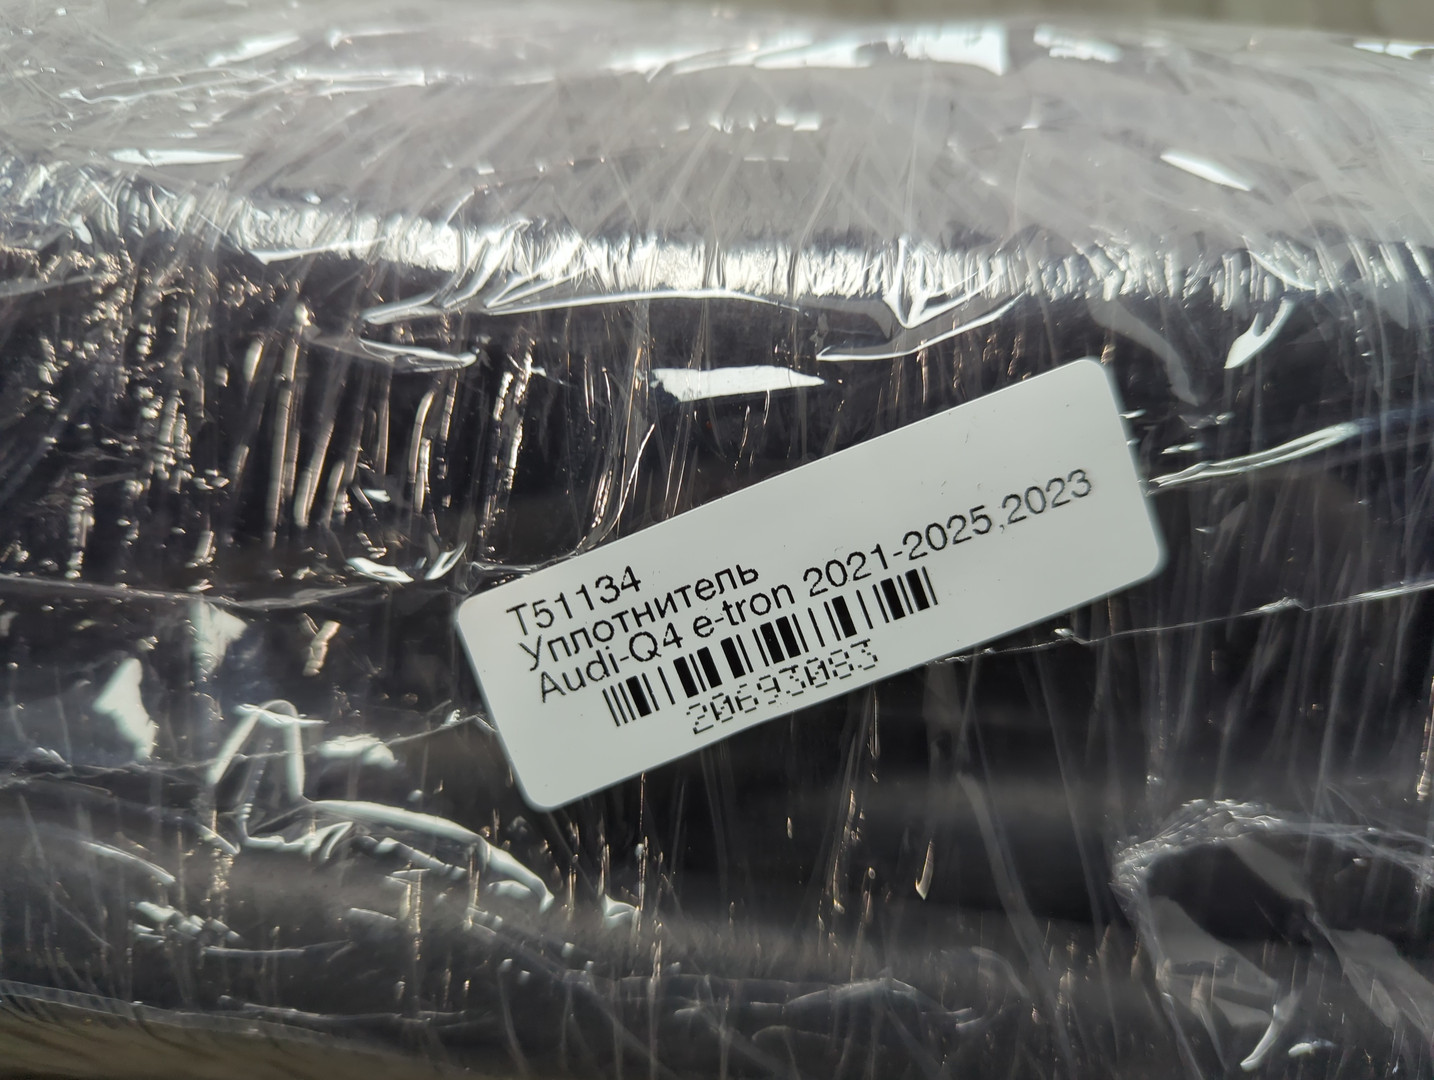 T51134
Уплотнитель
Audi-Q4 e-tron 2021-2025,2023
20693083